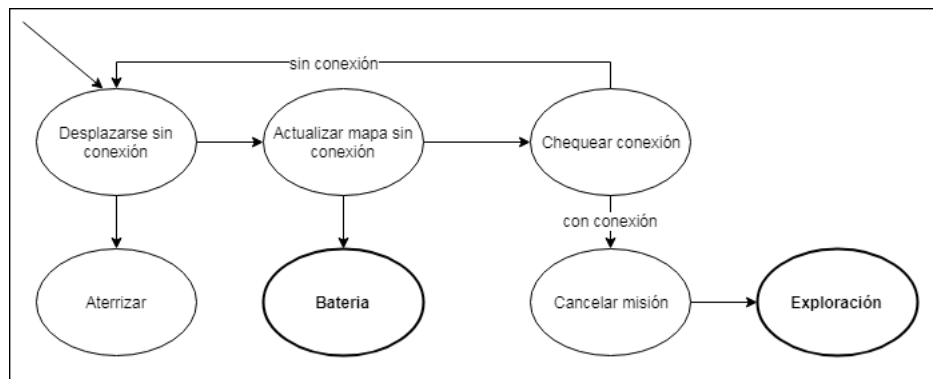 sin conexión
Desplazarse sin
conexión
Actualizar mapa sin
conexión
Chequear conexión
con conexión
Aterrizar
Bateria
Cancelar misión
Exploración